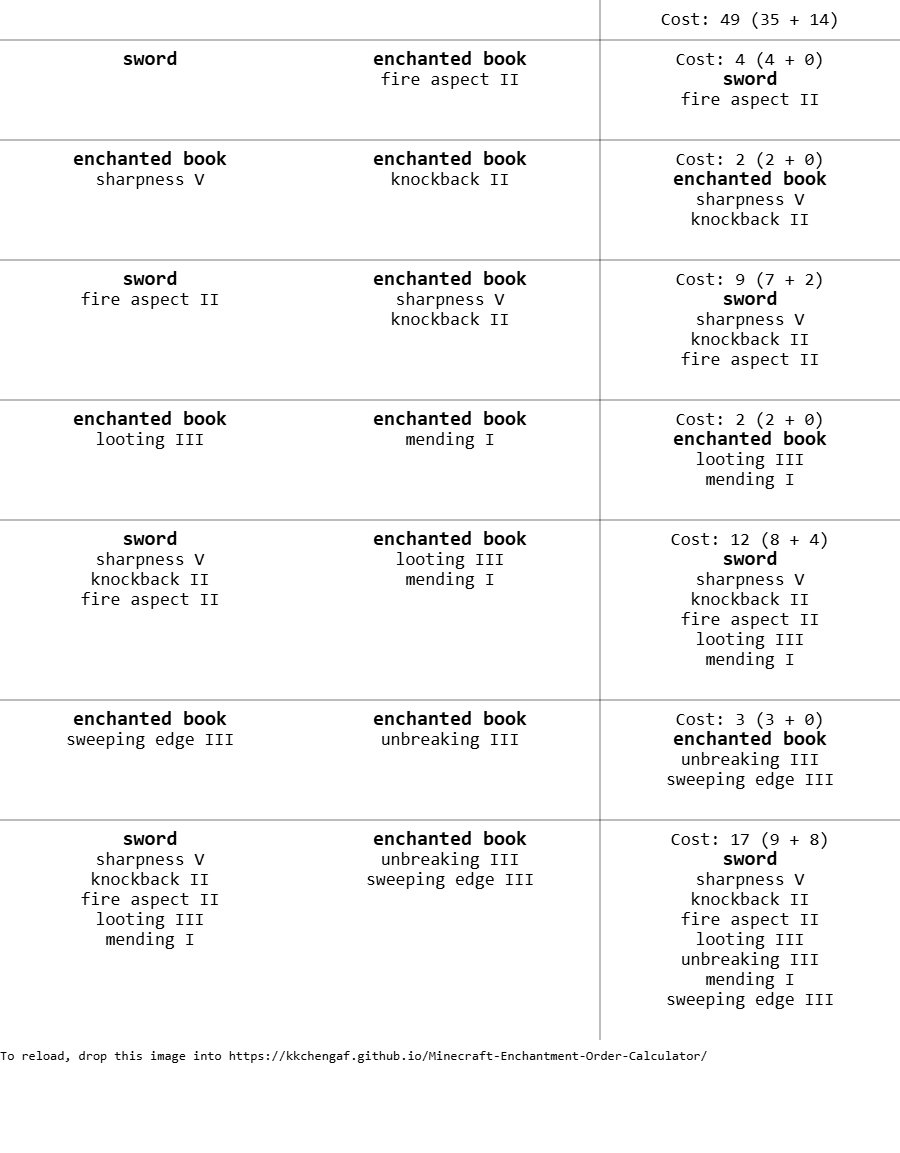 Cost: 49 (35 + 14)
sword
fire aspect II
enchanted book
fire aspect II
Cost: 4 (4 + 0)
sword
fire aspect II
enchanted book
sharpness V
enchanted book
knockback II
Cost: 2 (2 + 0)
enchanted book
sharpness V
knockback II
sword
fire aspect II
enchanted book
sharpness V
knockback II
Cost: 9 (7 + 2)
sword
sharpness V
knockback II
fire aspect II
enchanted book
looting III
enchanted book
mending I
Cost: 2 (2 + 0)
enchanted book
looting III
mending I
sword
sharpness V
knockback II
fire aspect II
enchanted book
looting III
mending I
Cost: 12 (8 + 4)
sword
sharpness V
knockback II
fire aspect II
looting III
mending I
enchanted book
sweeping edge III
enchanted book
unbreaking III
Cost: 3 (3 + 0)
enchanted book
unbreaking III
sweeping edge III
sword
sharpness V
knockback II
fire aspect II
looting III
mending I
enchanted book
unbreaking III
sweeping edge III
Cost: 17 (9 + 8)
sword
sharpness V
knockback II
fire aspect II
looting III
unbreaking III
mending I
sweeping edge III
To reload, drop this image into https://kkchengaf.github.io/Minecraft-Enchantment-Order-Calculator/